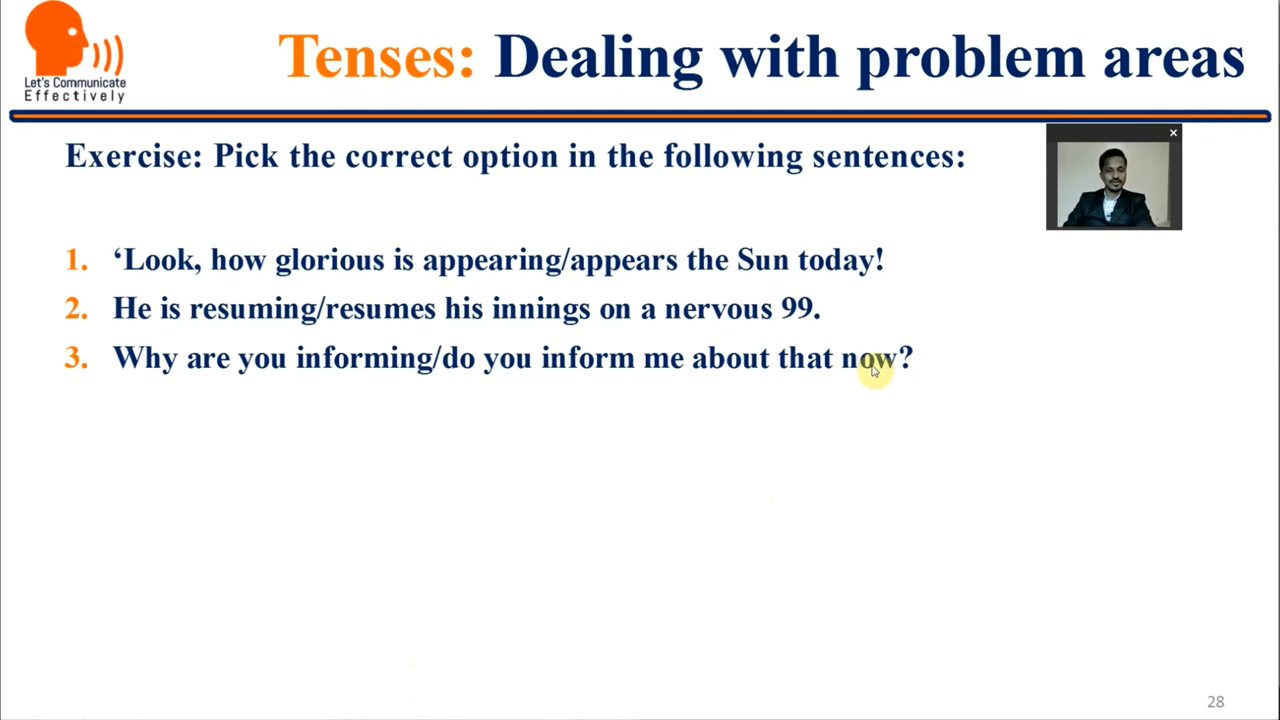 Let's Communicate
Effectively
Tenses: Dealing with problem areas
Exercise: Pick the correct option in the following sentences:
1. ‘Look, how glorious is appearing/appears the Sun today!
2. He is resuming/resumes his innings on a nervous 99.
3. Why are you informing/do you inform me about that now?
28